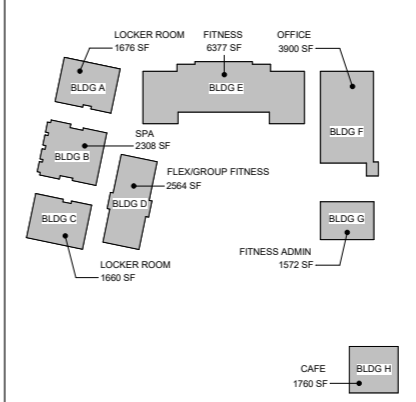 LOCKER ROOM
1676 SF
FITNESS
6377 SF
OFFICE
3900 SF
BLDG A
BLDG E
BLDG F
SPA
2308 SF
BLDG B
FLEX/GROUP FITNESS
2564 SF
BLDG D
BLDG C
BLDG G
LOCKER ROOM
1660 SF
FITNESS ADMIN
1572 SF
CAFE
1760 SF
BLDG H